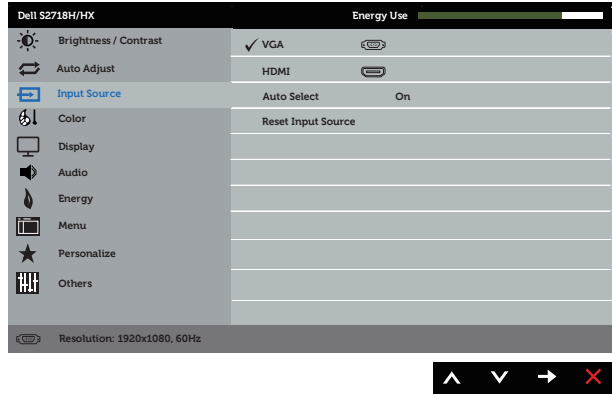 Dell S2718H/HX Energy Use
Brightness / Contrast
VGA
Auto Adjust
HDMI
Input Source
Auto Select On
Color
Reset Input Source
Display
Audio
Energy
Menu
Personalize
Others
Resolution: 1920x1080, 60Hz